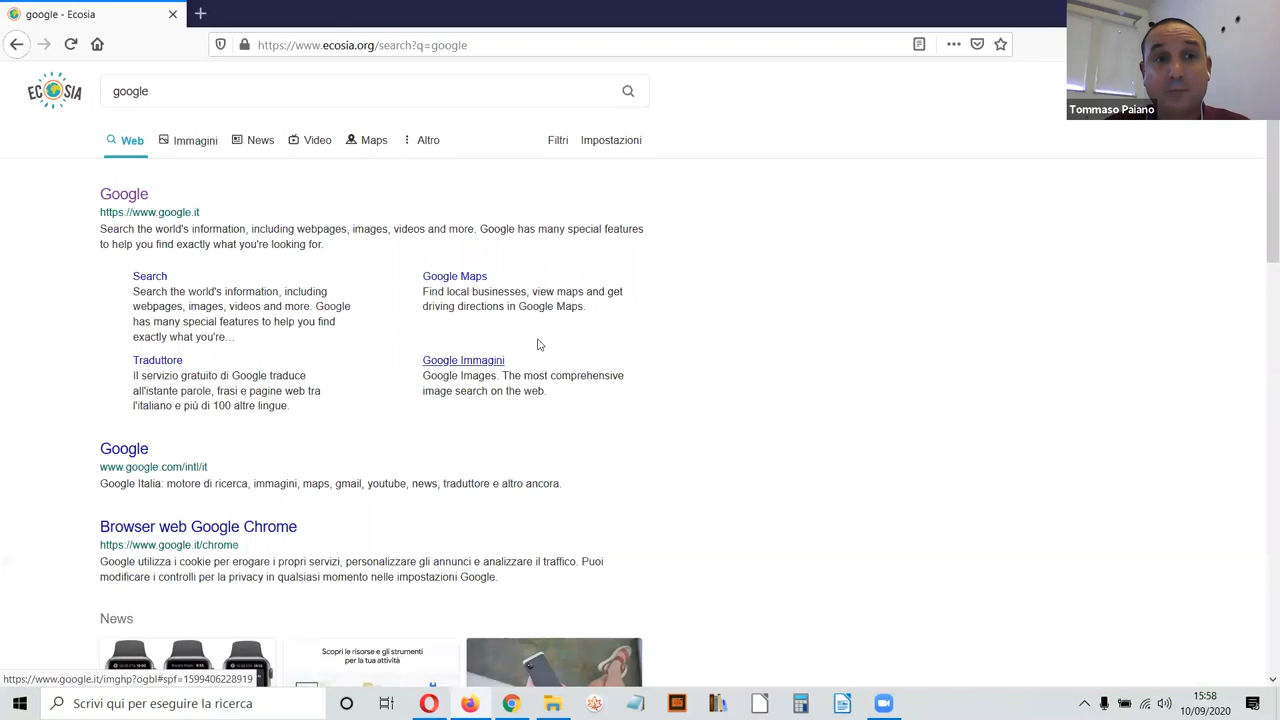 google - Ecosia
https://www.ecosia.org/search?q=google
Tommaso Paiano
ECOSIA
google
Web Immagini News Video Maps Altro Filtri Impostazioni
Google
https://www.google.it
Search the world's information, including webpages, images, videos and more. Google has many special features
to help you find exactly what you're looking for.
Search
Search the world's information, including
webpages, images, videos and more. Google
has many special features to help you find
exactly what you're...
Google Maps
Find local businesses, view maps and get
driving directions in Google Maps.
Traduttore
Il servizio gratuito di Google traduce
all'istante parole, frasi e pagine web tra
l'italiano e più di 100 altre lingue.
Google Immagini
Google Images. The most comprehensive
image search on the web.
Google
www.google.com/intl/it
Google Italia: motore di ricerca, immagini, maps, gmail, youtube, news, traduttore e altro ancora.
Browser web Google Chrome
https://www.google.it/chrome
Google utilizza i cookie per erogare i propri servizi, personalizzare gli annunci e analizzare il traffico. Puoi
modificare i controlli per la privacy in qualsiasi momento nelle impostazioni Google.
News
Scopri le risorse e gli strumenti
per la tua attività
https://www.google.it/imghp?ogbl#spf=1599406228919
Scrivi qui per eseguire la ricerca
15:58
10/09/2020